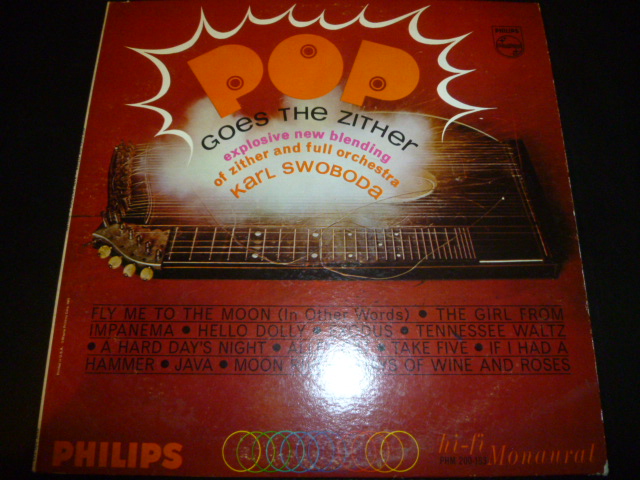 POP
GOES THE ZITHER
explosive new blending
of zither and full orchestra
KARL SWOBODA
PHILIPS
FLY ME TO THE MOON (In Other Words) • THE GIRL FROM
IMPANEMA • HELLO DOLLY • EXODUS • TENNESSEE WALTZ
• A HARD DAY'S NIGHT • TAKE FIVE • IF I HAD A
HAMMER • JAVA • MOON OF WINE AND ROSES
PHILIPS
hi-fi Monaural